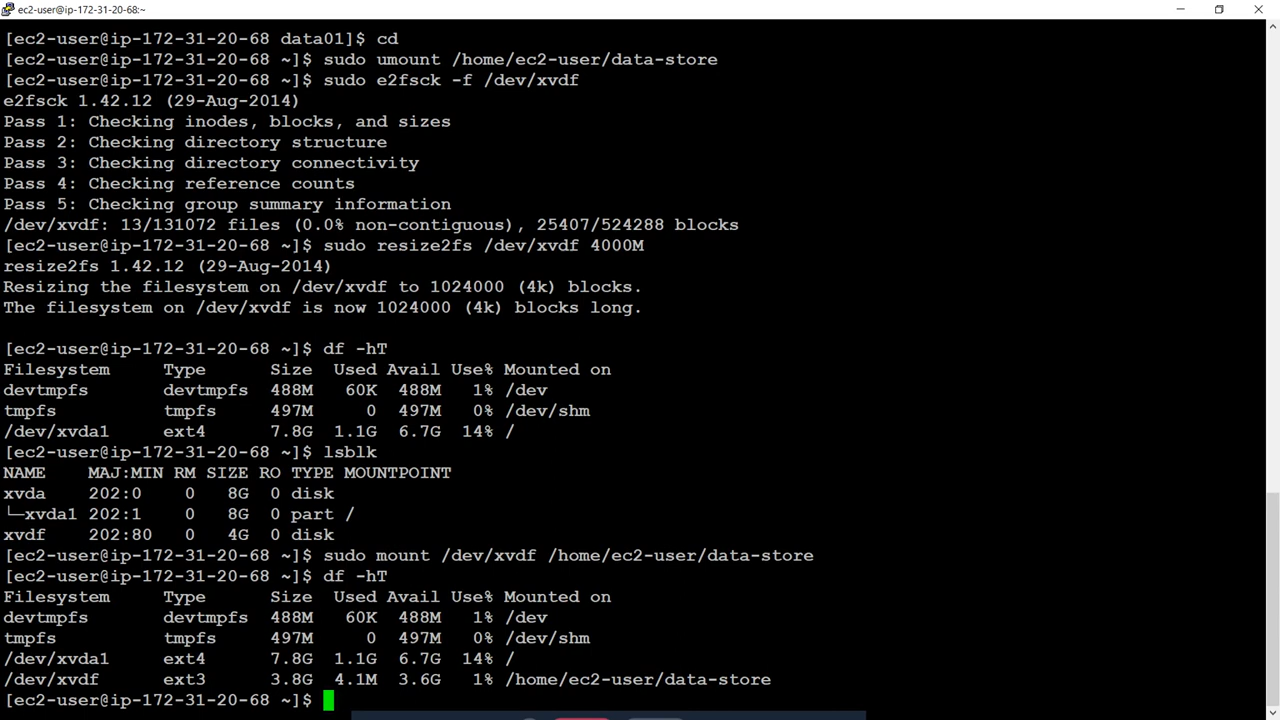 ec2-user@ip-172-31-20-68:~
[ec2-user@ip-172-31-20-68 data01]$ cd
[ec2-user@ip-172-31-20-68 ~]$ sudo umount /home/ec2-user/data-store
[ec2-user@ip-172-31-20-68 ~]$ sudo e2fsck -f /dev/xvdf
e2fsck 1.42.12 (29-Aug-2014)
Pass 1: Checking inodes, blocks, and sizes
Pass 2: Checking directory structure
Pass 3: Checking directory connectivity
Pass 4: Checking reference counts
Pass 5: Checking group summary information
/dev/xvdf: 13/131072 files (0.0% non-contiguous), 25407/524288 blocks
[ec2-user@ip-172-31-20-68 ~]$ sudo resize2fs /dev/xvdf 4000M
resize2fs 1.42.12 (29-Aug-2014)
Resizing the filesystem on /dev/xvdf to 1024000 (4k) blocks.
The filesystem on /dev/xvdf is now 1024000 (4k) blocks long.
[ec2-user@ip-172-31-20-68 ~]$ df -hT
Filesystem     Type      Size  Used Avail Use% Mounted on
devtmpfs       devtmpfs  488M   60K  488M   1% /dev
tmpfs          tmpfs     497M     0  497M   0% /dev/shm
/dev/xvda1     ext4      7.8G  1.1G  6.7G  14% /
[ec2-user@ip-172-31-20-68 ~]$ lsblk
NAME    MAJ:MIN RM SIZE RO TYPE MOUNTPOINT
xvda    202:0    0   8G  0 disk
└─xvda1 202:1    0   8G  0 part /
xvdf    202:80   0   4G  0 disk
[ec2-user@ip-172-31-20-68 ~]$ sudo mount /dev/xvdf /home/ec2-user/data-store
[ec2-user@ip-172-31-20-68 ~]$ df -hT
Filesystem     Type      Size  Used Avail Use% Mounted on
devtmpfs       devtmpfs  488M   60K  488M   1% /dev
tmpfs          tmpfs     497M     0  497M   0% /dev/shm
/dev/xvda1     ext4      7.8G  1.1G  6.7G  14% /
/dev/xvdf      ext3      3.8G  4.1M  3.6G   1% /home/ec2-user/data-store
[ec2-user@ip-172-31-20-68 ~]$